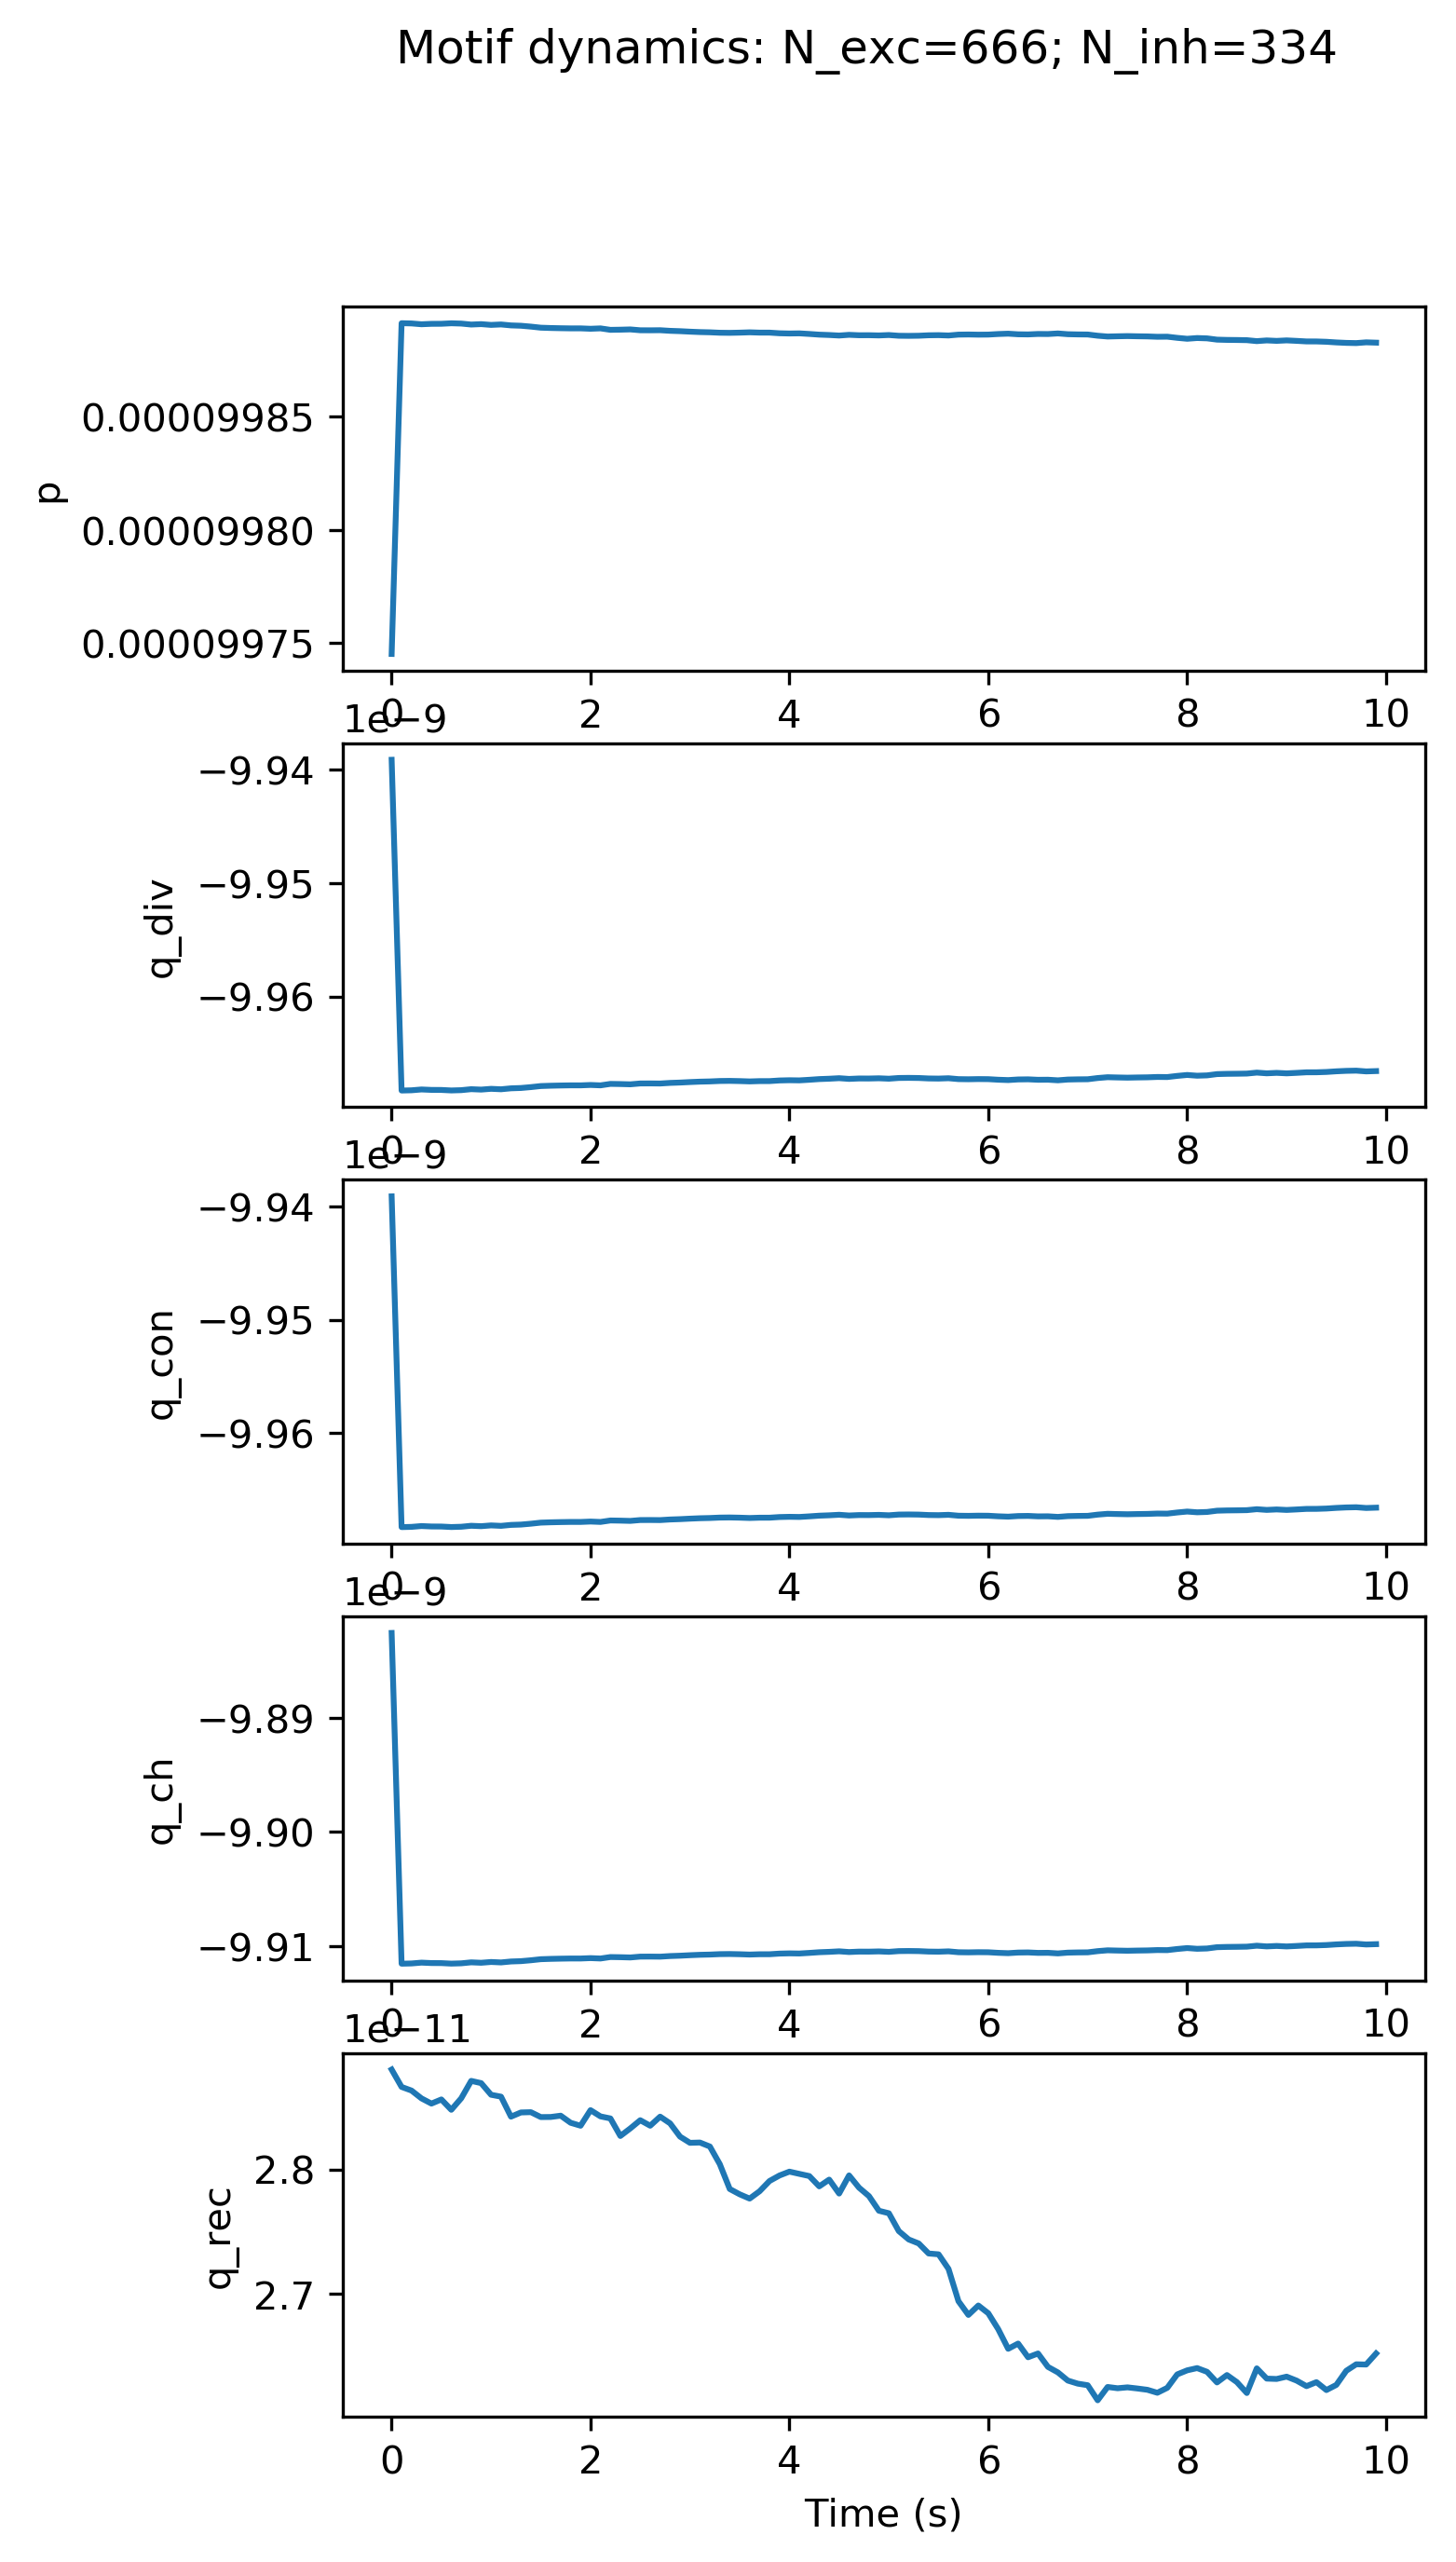 Motif dynamics: N_exc=666; N_inh=334
p
0.00009985
0.00009980
0.00009975
0 2 4 6 8 10
1e−9
q_div
−9.94
−9.95
−9.96
0 2 4 6 8 10
1e−9
q_con
−9.94
−9.95
−9.96
0 2 4 6 8 10
1e−9
q_ch
−9.89
−9.90
−9.91
0 2 4 6 8 10
1e−11
q_rec
2.8
2.7
0 2 4 6 8 10
Time (s)